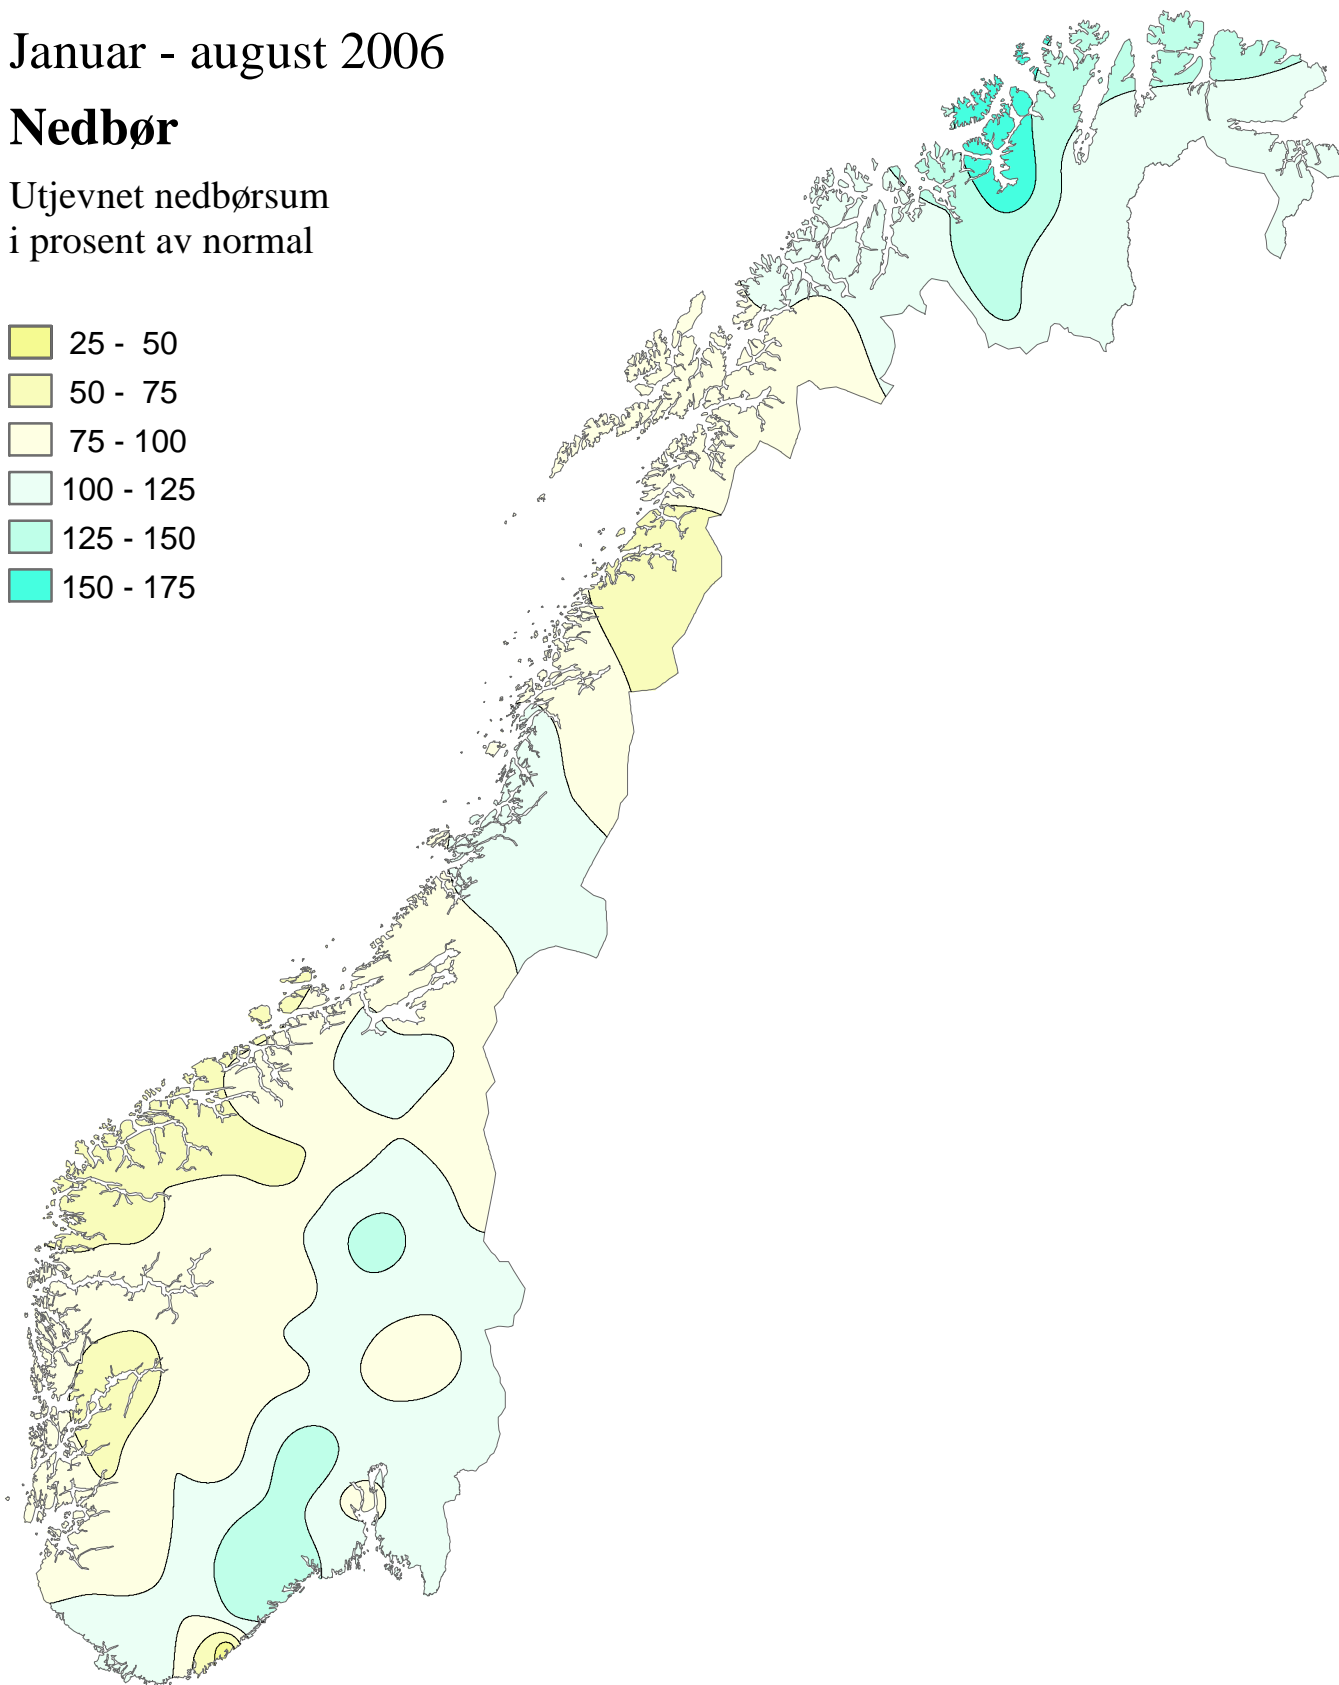 Januar - august 2006
Nedbør
Utjevnet nedbørsum
i prosent av normal
25 - 50
50 - 75
75 - 100
100 - 125
125 - 150
150 - 175